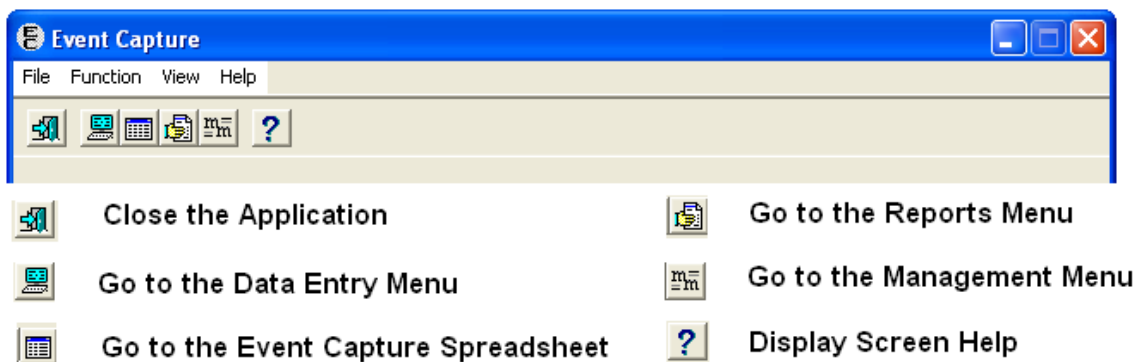 Event Capture
File Function View Help
Close the Application
Go to the Reports Menu
Go to the Data Entry Menu
Go to the Management Menu
Go to the Event Capture Spreadsheet
Display Screen Help